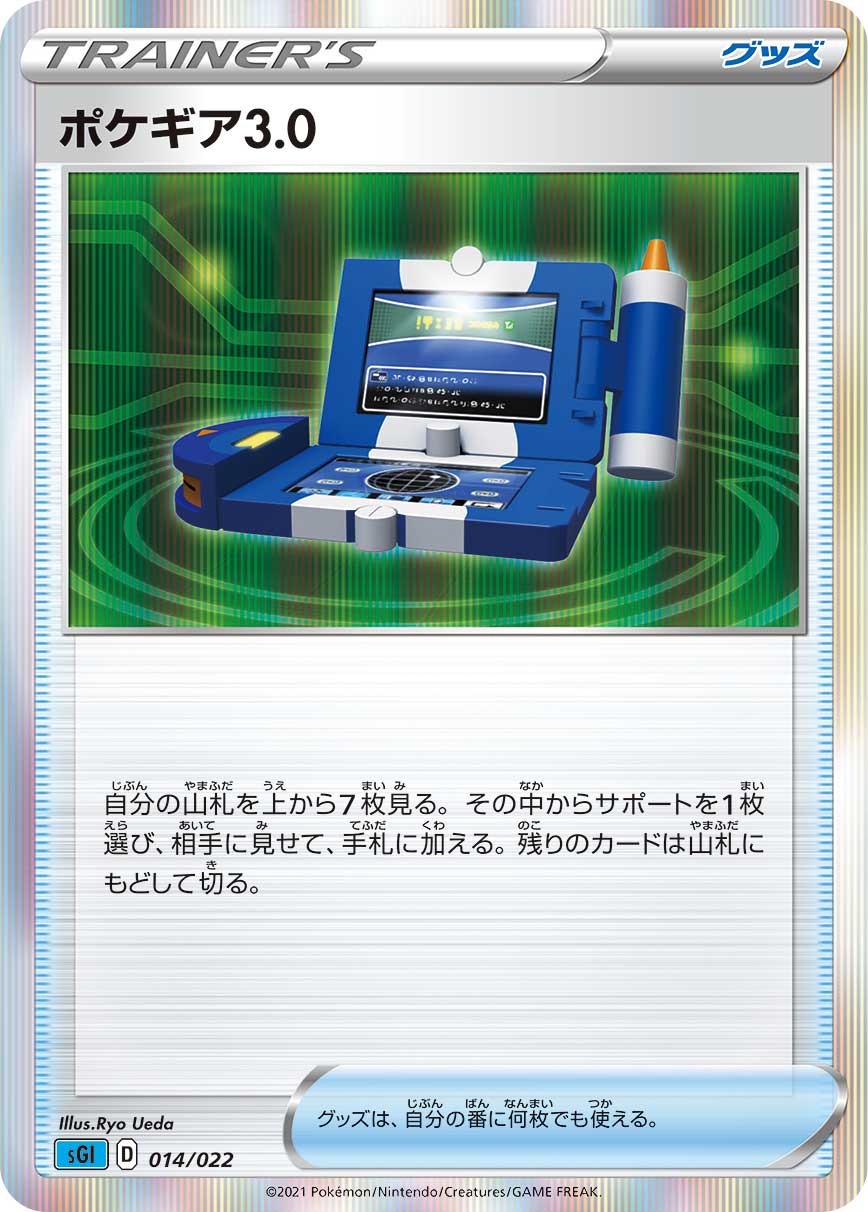 TRAINER'S
グッズ
ポケギア3.0
自分の山札を上から7枚見る。その中からサポートを1枚
選び、相手に見せて、手札に加える。残りのカードは山札に
もどして切る。
Illus.Ryo Ueda
グッズは、自分の番に何枚でも使える。
sGI D 014/022
©2021 Pokémon/Nintendo/Creatures/GAME FREAK.